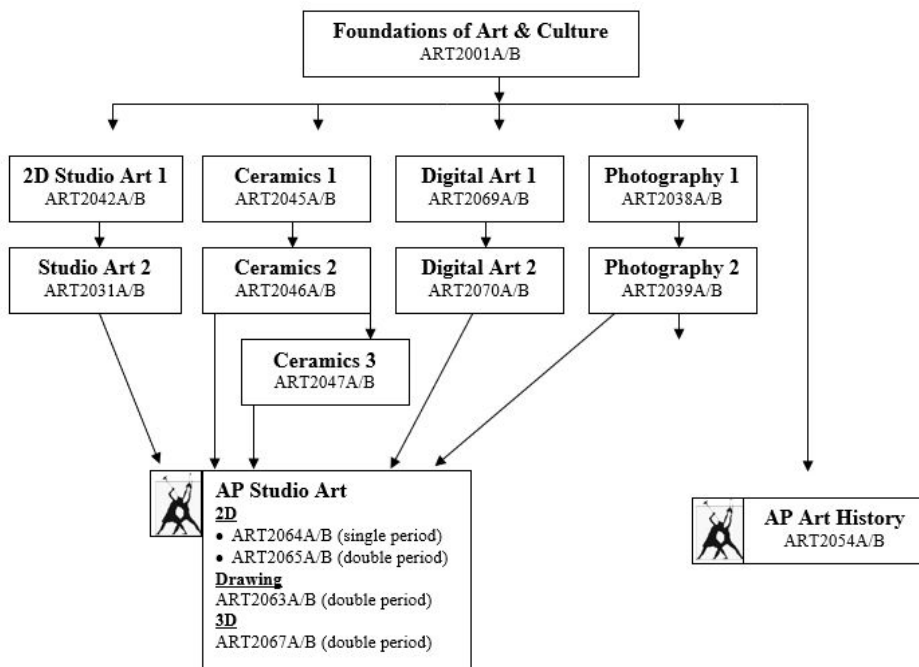 Foundations of Art & Culture
ART2001A/B
2D Studio Art 1
ART2042A/B
Ceramics 1
ART2045A/B
Digital Art 1
ART2069A/B
Photography 1
ART2038A/B
Studio Art 2
ART2031A/B
Ceramics 2
ART2046A/B
Digital Art 2
ART2070A/B
Photography 2
ART2039A/B
Ceramics 3
ART2047A/B
AP Studio Art
2D
• ART2064A/B (single period)
• ART2065A/B (double period)
Drawing
ART2063A/B (double period)
3D
ART2067A/B (double period)
AP Art History
ART2054A/B